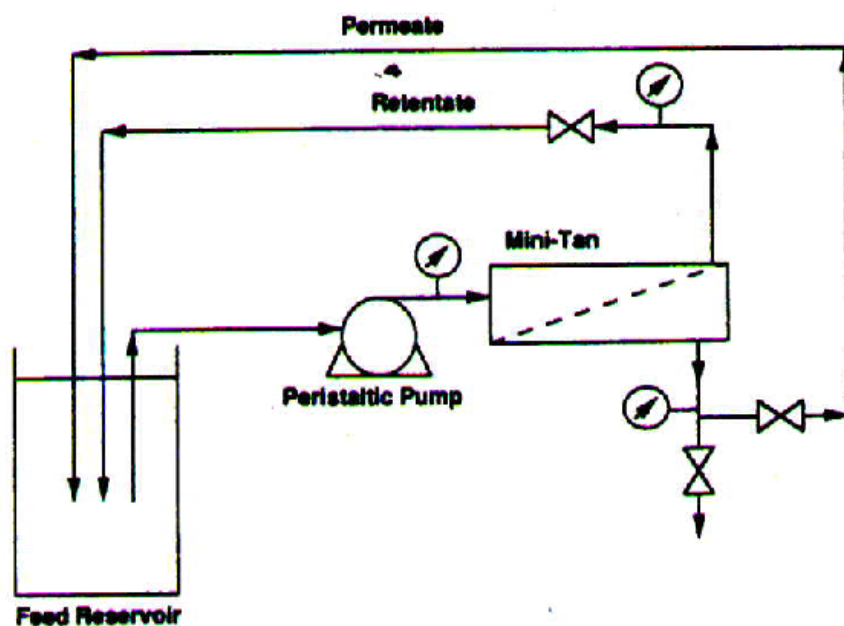 Permeate
Retentate
Mini-Tan
Peristaltic Pump
Feed Reservoir